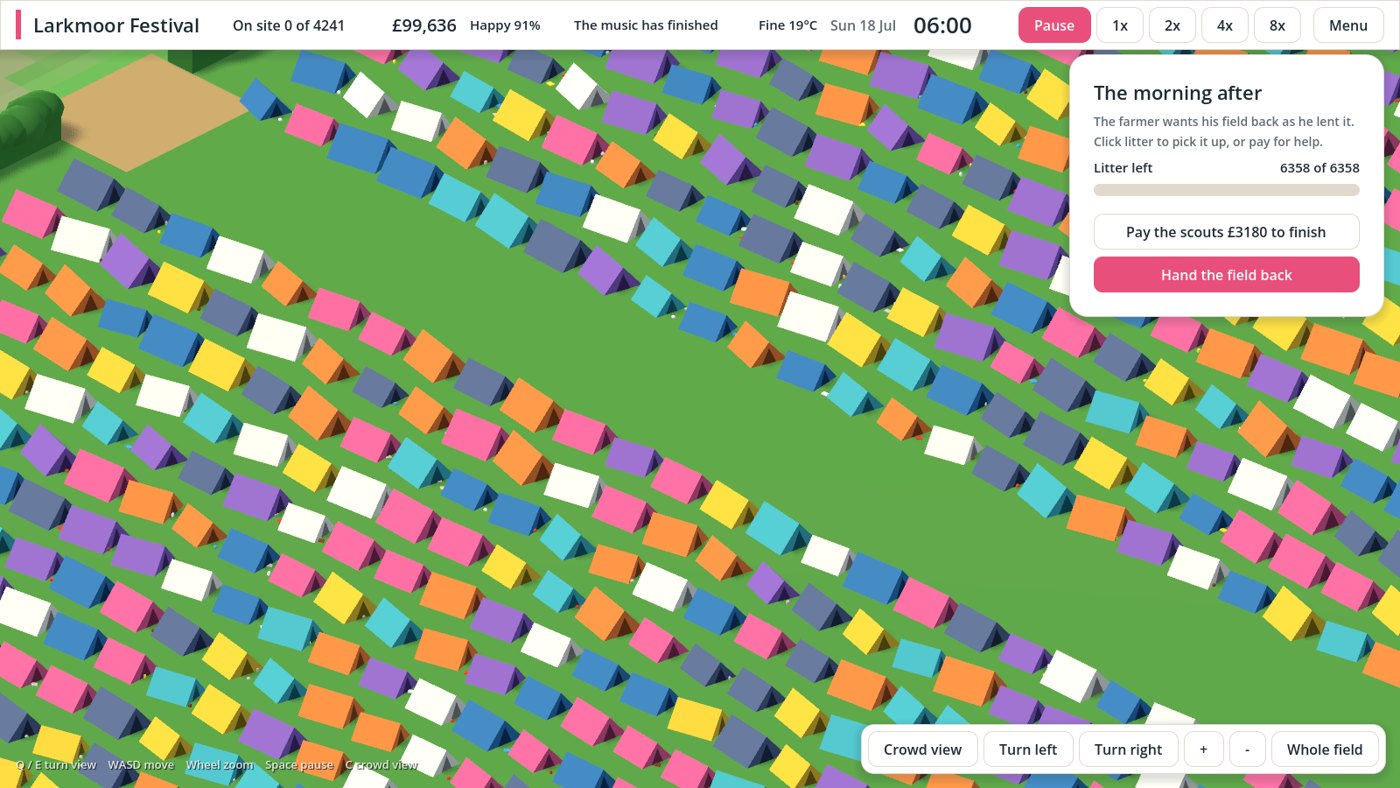 Larkmoor Festival
On site 0 of 4241
£99,636
Happy 91%
The music has finished
Fine 19°C
Sun 18 Jul
06:00
Pause
1x
2x
4x
8x
Menu
The morning after
The farmer wants his field back as he lent it.
Click litter to pick it up, or pay for help.
Litter left
6358 of 6358
Pay the scouts £3180 to finish
Hand the field back
Q / E turn view
WASD move
Wheel zoom
Space pause
C crowd view
Crowd view
Turn left
Turn right
+
-
Whole field